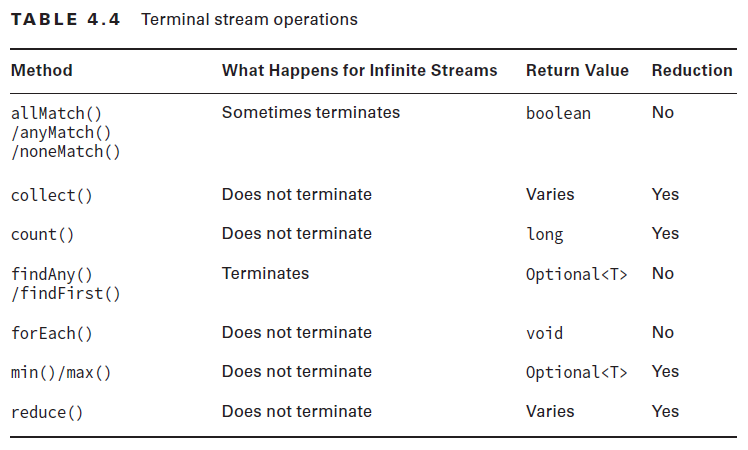 TABLE 4.4 Terminal stream operations
Method What Happens for Infinite Streams Return Value Reduction
allMatch() Sometimes terminates boolean No
/anyMatch()
/noneMatch()
collect() Does not terminate Varies Yes
count() Does not terminate long Yes
findAny() Terminates Optional<T> No
/findFirst()
forEach() Does not terminate void No
min()/max() Does not terminate Optional<T> Yes
reduce() Does not terminate Varies Yes